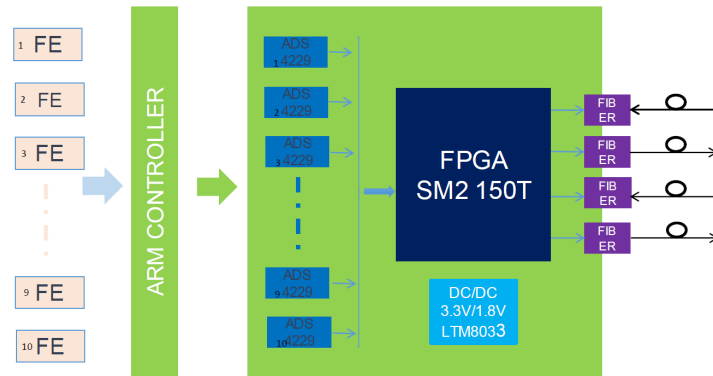 1 FE
2 FE
3 FE
9 FE
10 FE
ARM CONTROLLER
ADS
1 4229
ADS
2 4229
ADS
3 4229
ADS
9 4229
ADS
10 4229
FPGA
SM2 150T
DC/DC
3.3V/1.8V
LTM8033
FIB
ER
FIB
ER
FIB
ER
FIB
ER